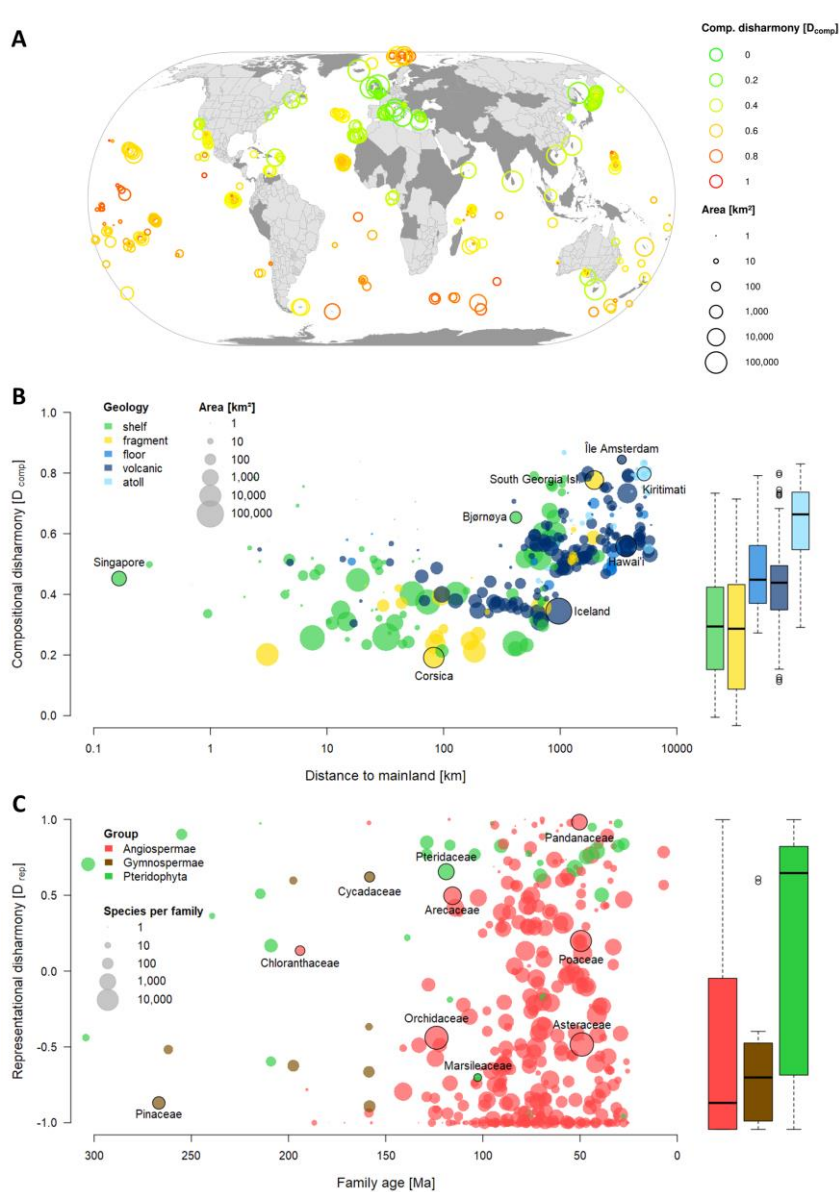 A
Comp. disharmony [Dcomp]
0
0.2
0.4
0.6
0.8
1
Area [km²]
1
10
100
1,000
10,000
100,000
B
Geology
shelf
fragment
floor
volcanic
atoll
Area [km²]
1
10
100
1,000
10,000
100,000
Compositional disharmony [Dcomp]
1.0
0.8
0.6
0.4
0.2
0.0
Île Amsterdam
South Georgia Isl.
Kiritimati
Bjørnøya
Hawai'i
Singapore
Iceland
Corsica
0.1
1
10
100
1000
10000
Distance to mainland [km]
C
Group
Angiospermae
Gymnospermae
Pteridophyta
Species per family
1
10
100
1,000
10,000
Representational disharmony [D rep]
1.0
0.5
0.0
-0.5
-1.0
Pandanaceae
Pteridaceae
Cycadaceae
Arecaceae
Chloranthaceae
Poaceae
Orchidaceae
Asteraceae
Marsileaceae
Pinaceae
300
250
200
150
100
50
0
Family age [Ma]